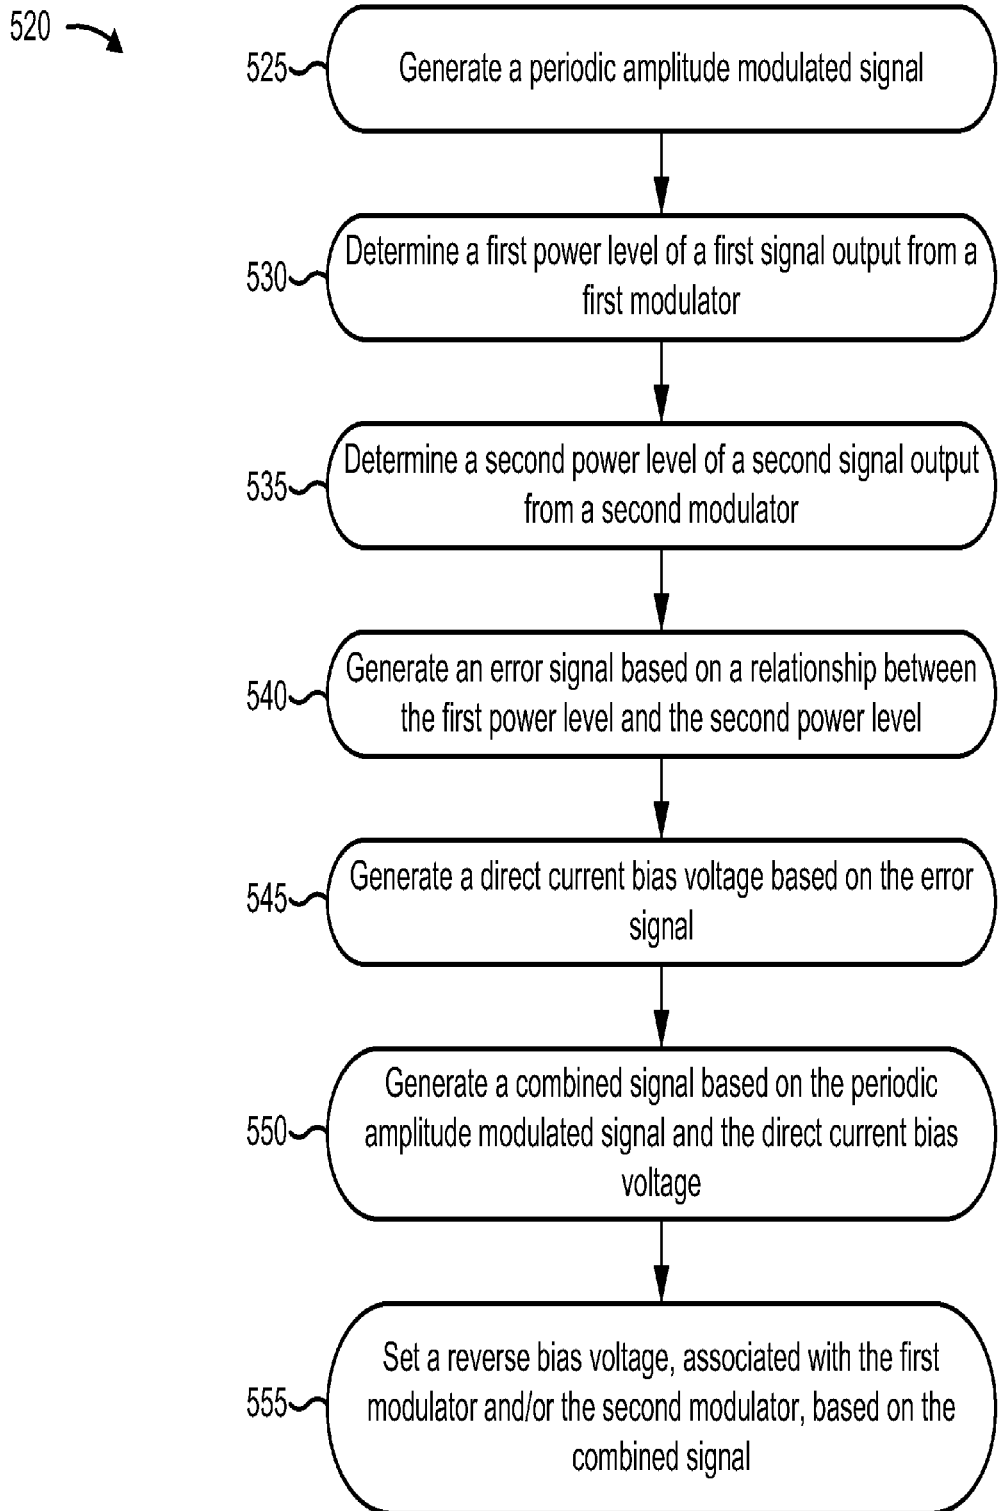 520
525
Generate a periodic amplitude modulated signal
530
Determine a first power level of a first signal output from a
first modulator
535
Determine a second power level of a second signal output
from a second modulator
540
Generate an error signal based on a relationship between
the first power level and the second power level
545
Generate a direct current bias voltage based on the error
signal
550
Generate a combined signal based on the periodic
amplitude modulated signal and the direct current bias
voltage
555
Set a reverse bias voltage, associated with the first
modulator and/or the second modulator, based on the
combined signal